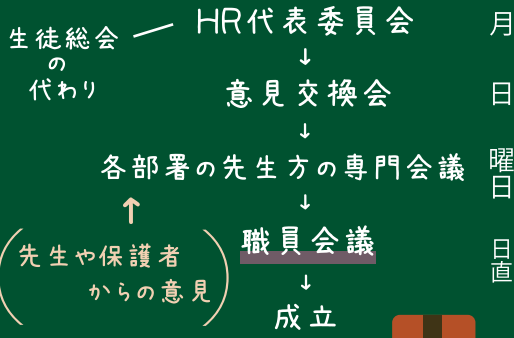 HR代表委員会
生徒総会
の
代わり
↓
意見交換会
↓
各部署の先生方の専門会議
↑
↓
先生や保護者
からの意見
職員会議
↓
成立
月
日
曜
日
日
直